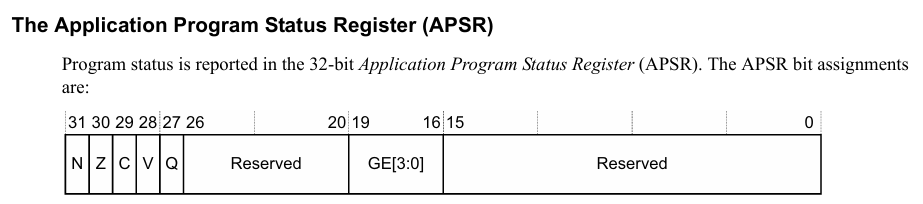 The Application Program Status Register (APSR)
Program status is reported in the 32-bit Application Program Status Register (APSR). The APSR bit assignments
are:
31 30 29 28 27 26 20 19 16 15 0
N Z C V Q Reserved GE[3:0] Reserved